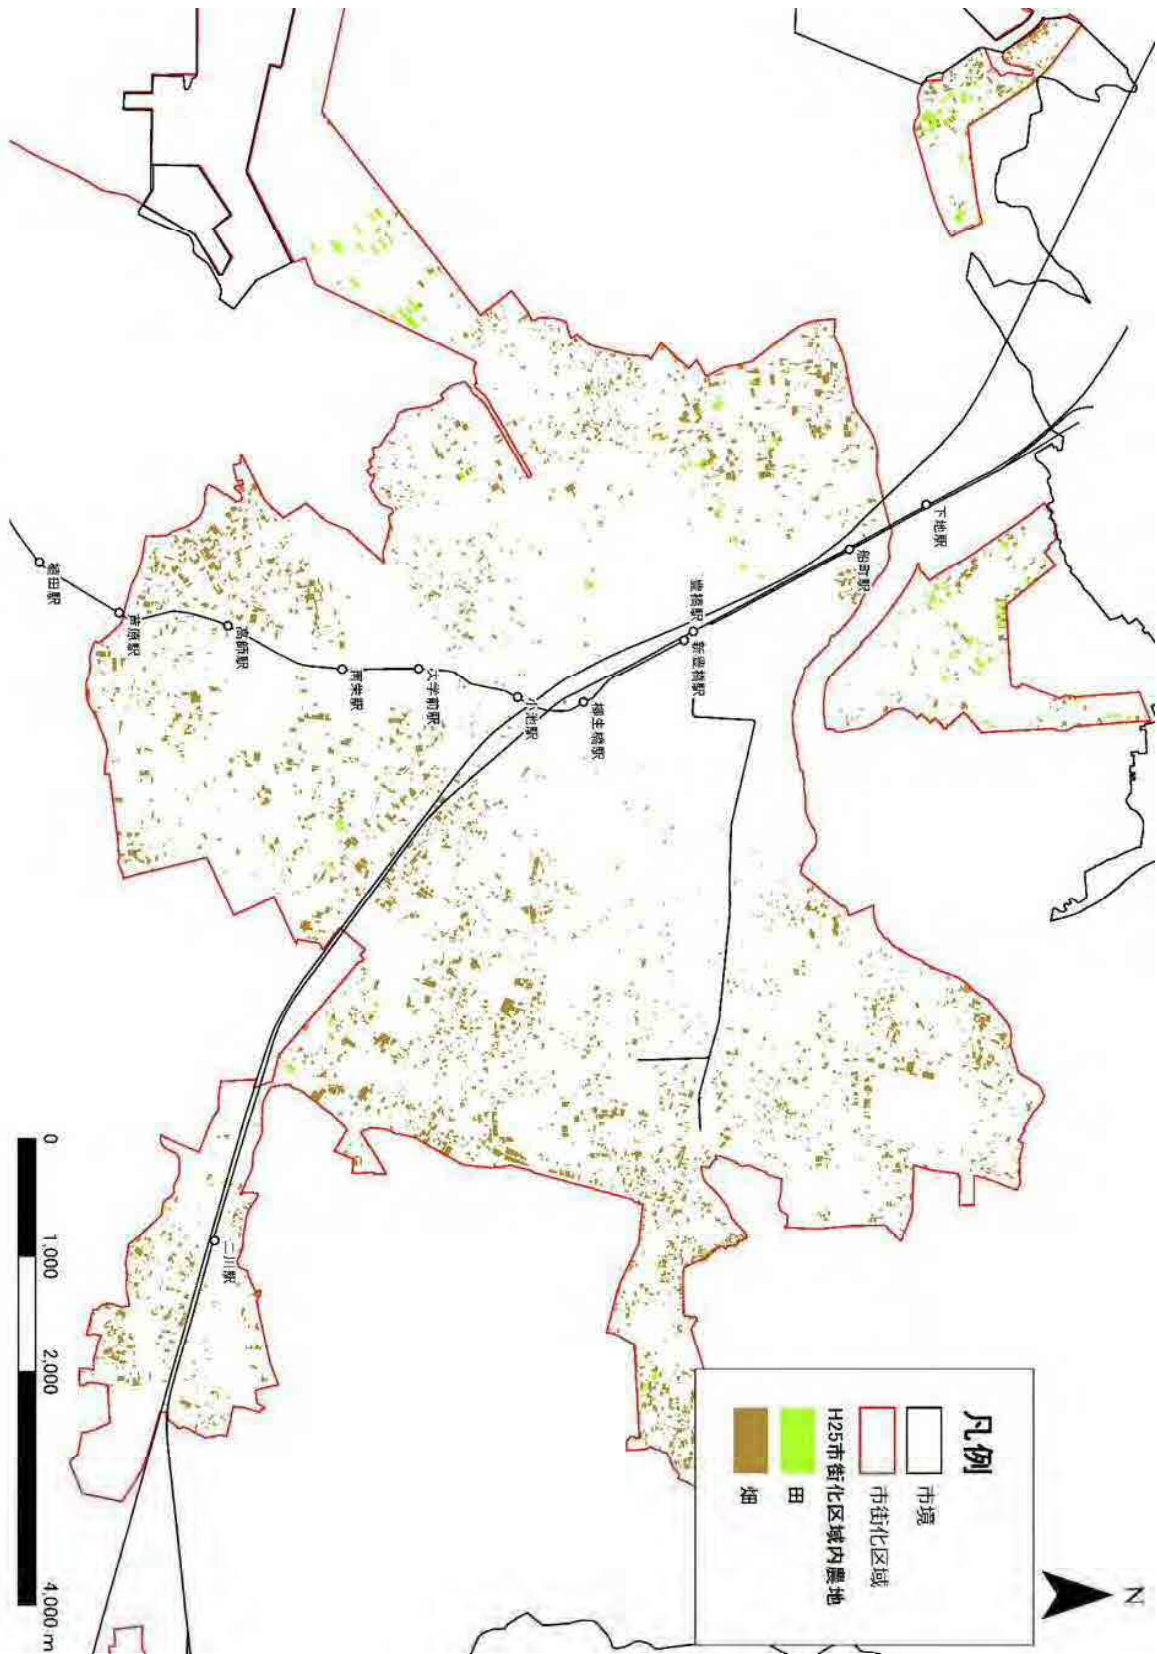 N
凡例
市境
市街化区域
H25市街化区域内農地
田
畑
下地駅
船町駅
豊橋駅
新豊橋駅
柳生橋駅
小池駅
大学前駅
南栄駅
高師駅
芦原駅
植田駅
二川駅
0
1,000
2,000
4,000 m